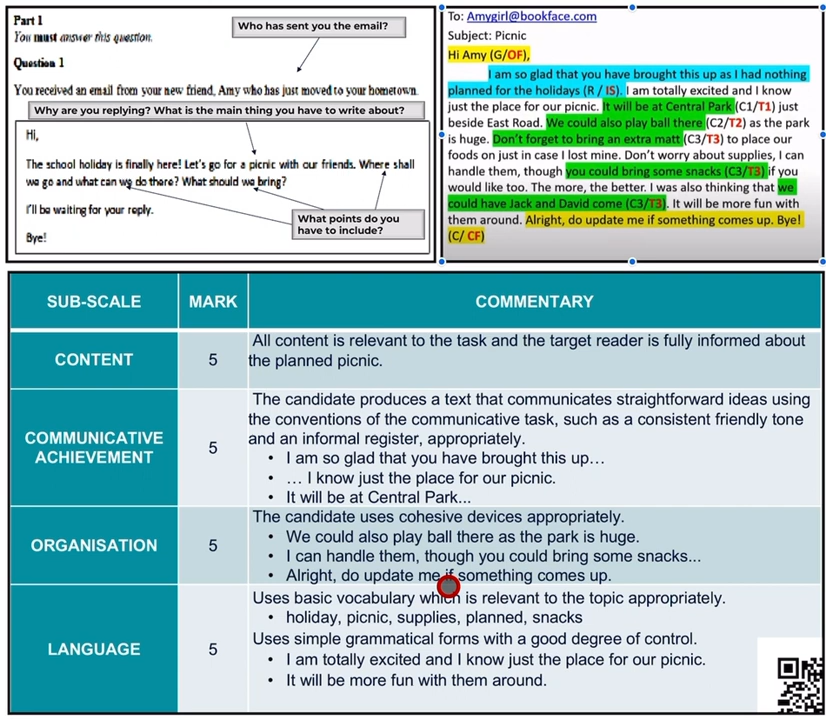 Part 1
You must answer this question.
Who has sent you the email?
Question 1
You received an email from your new friend, Amy who has just moved to your hometown.
Why are you replying? What is the main thing you have to write about?
Hi,
The school holiday is finally here! Let's go for a picnic with our friends. Where shall
we go and what can we do there? What should we bring?
I'll be waiting for your reply.
What points do you
have to include?
Bye!
To: Amygirl@bookface.com
Subject: Picnic
Hi Amy (G/OF),
I am so glad that you have brought this up as I had nothing
planned for the holidays (R / IS). I am totally excited and I know
just the place for our picnic. It will be at Central Park (C1/T1) just
beside East Road. We could also play ball there (C2/T2) as the park
is huge. Don't forget to bring an extra matt (C3/T3) to place our
foods on just in case I lost mine. Don't worry about supplies, I can
handle them, though you could bring some snacks (C3/T3) if you
would like too. The more, the better. I was also thinking that we
could have Jack and David come (C3/T3). It will be more fun with
them around. Alright, do update me if something comes up. Bye!
(C/ CF)
SUB-SCALE MARK COMMENTARY
CONTENT 5 All content is relevant to the task and the target reader is fully informed about
the planned picnic.
COMMUNICATIVE ACHIEVEMENT 5 The candidate produces a text that communicates straightforward ideas using
the conventions of the communicative task, such as a consistent friendly tone
and an informal register, appropriately.
• I am so glad that you have brought this up…
• … I know just the place for our picnic.
• It will be at Central Park...
ORGANISATION 5 The candidate uses cohesive devices appropriately.
• We could also play ball there as the park is huge.
• I can handle them, though you could bring some snacks...
• Alright, do update me if something comes up.
LANGUAGE 5 Uses basic vocabulary which is relevant to the topic appropriately.
• holiday, picnic, supplies, planned, snacks
Uses simple grammatical forms with a good degree of control.
• I am totally excited and I know just the place for our picnic.
• It will be more fun with them around.